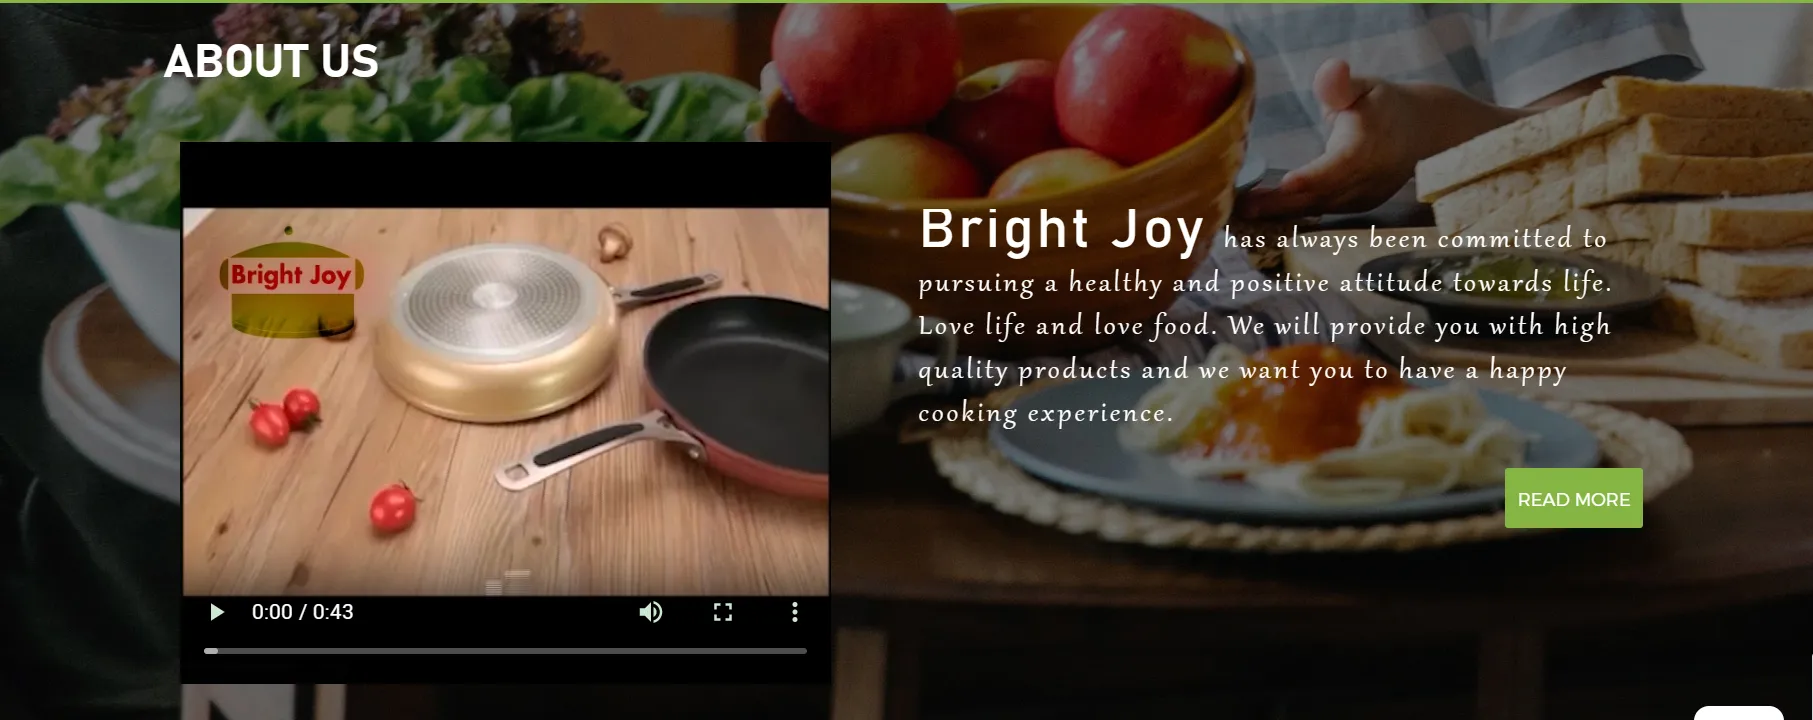 ABOUT US
Bright Joy
0:00 / 0:43
Bright Joy has always been committed to
pursuing a healthy and positive attitude towards life.
Love life and love food. We will provide you with high
quality products and we want you to have a happy
cooking experience.
READ MORE